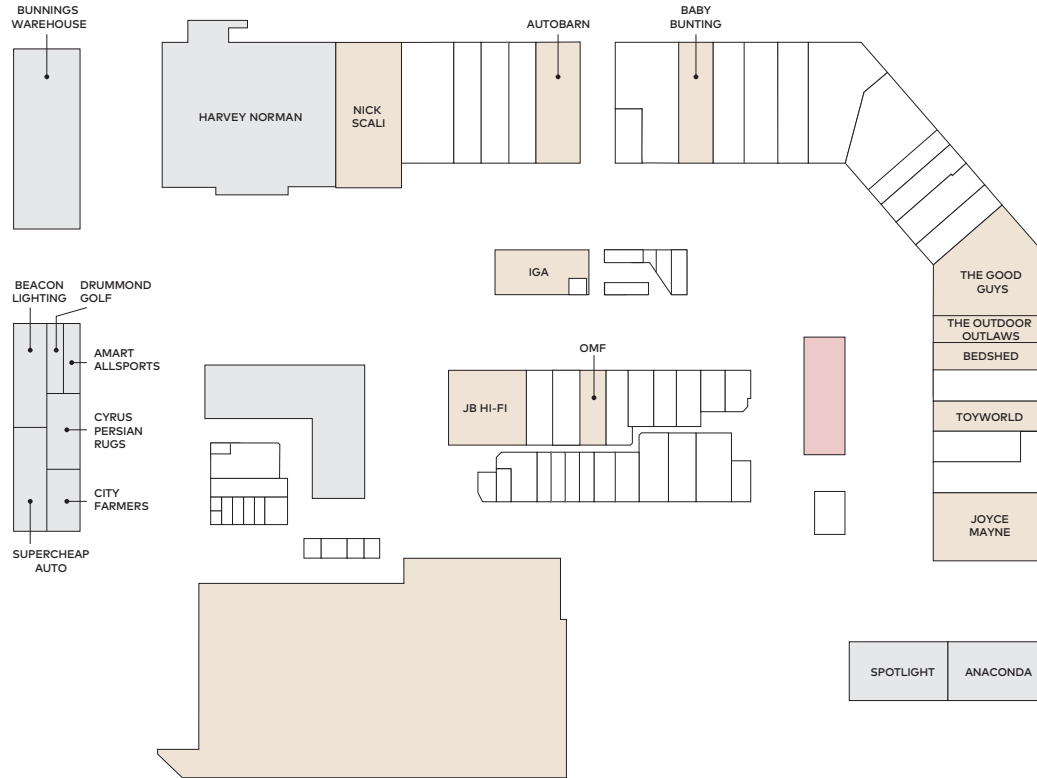 BUNNINGS
WAREHOUSE
AUTOBARN
BABY
BUNTING
HARVEY NORMAN
NICK
SCALI
IGA
THE GOOD
GUYS
BEACON
LIGHTING
DRUMMOND
GOLF
THE OUTDOOR
OUTLAWS
OMF
BEDSHED
AMART
ALLSPORTS
JB HI-FI
TOYWORLD
CYRUS
PERSIAN
RUGS
CITY
FARMERS
JOYCE
MAYNE
SUPERCHEAP
AUTO
SPOTLIGHT
ANACONDA